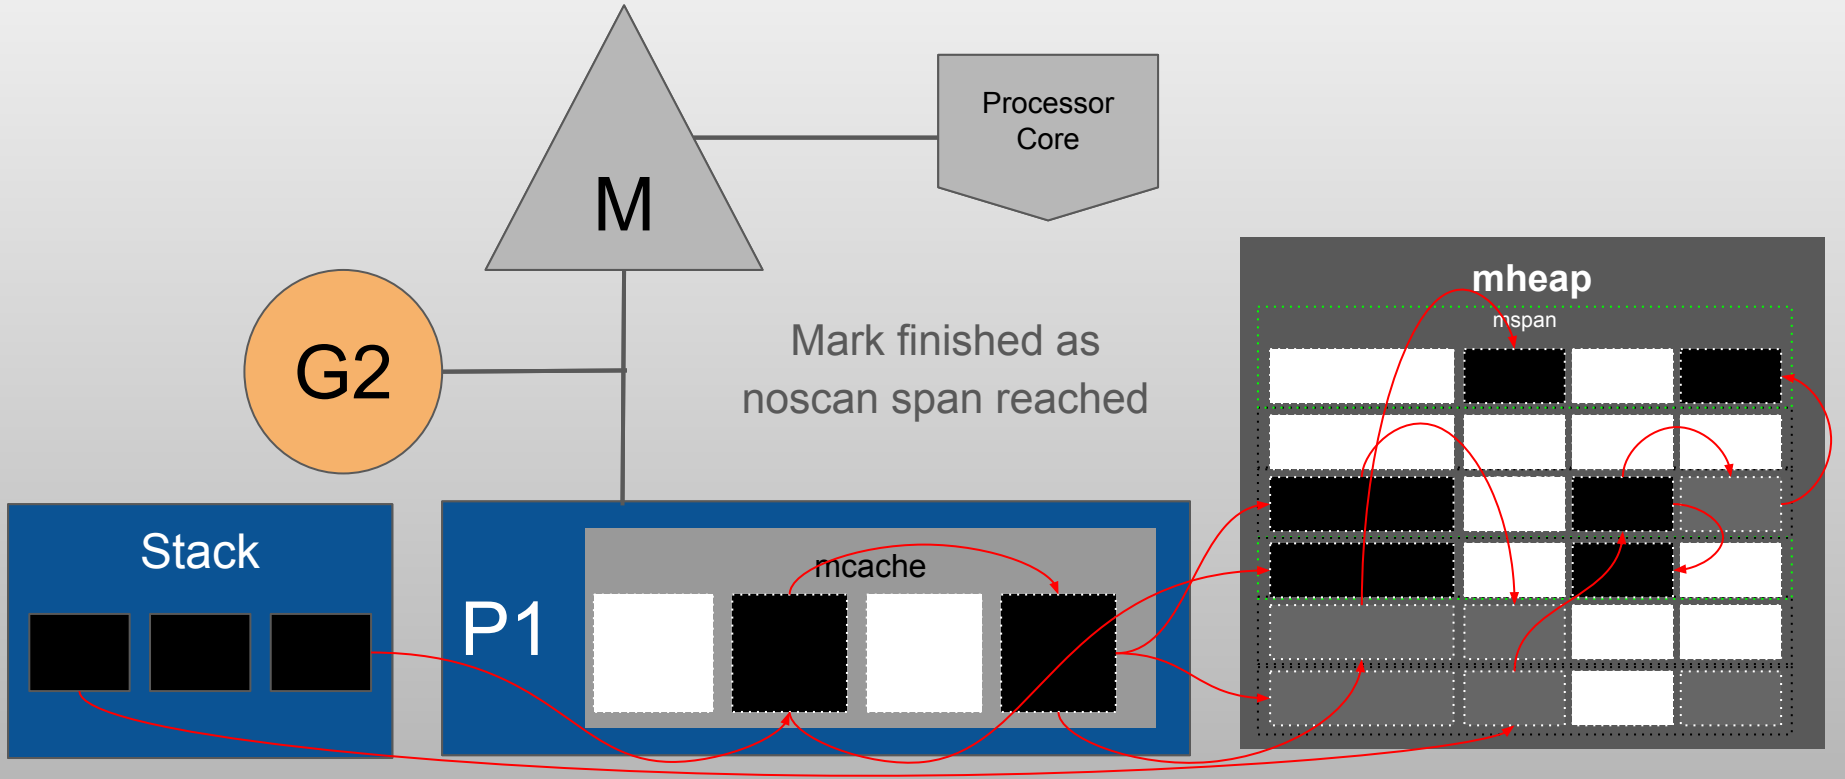 Processor
Core
M
mheap
mspan
G2
Mark finished as
noscan span reached
Stack
mcache
P1